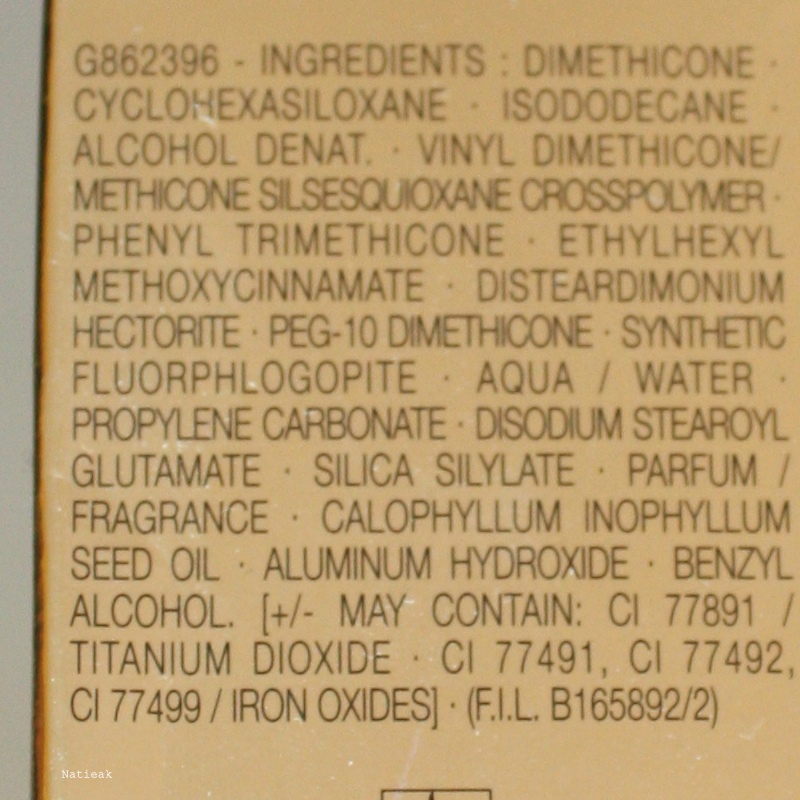 G862396 - INGREDIENTS : DIMETHICONE ·
CYCLOHEXASILOXANE · ISODODECANE ·
ALCOHOL DENAT. · VINYL DIMETHICONE/
METHICONE SILSESQUIOXANE CROSSPOLYMER ·
PHENYL TRIMETHICONE · ETHYLHEXYL
METHOXYCINNAMATE · DISTEARDIMONIUM
HECTORITE · PEG-10 DIMETHICONE · SYNTHETIC
FLUORPHLOGOPITE · AQUA / WATER ·
PROPYLENE CARBONATE · DISODIUM STEAROYL
GLUTAMATE · SILICA SILYLATE · PARFUM /
FRAGRANCE · CALOPHYLLUM INOPHYLLUM
SEED OIL · ALUMINUM HYDROXIDE · BENZYL
ALCOHOL. [+/- MAY CONTAIN: CI 77891 /
TITANIUM DIOXIDE · CI 77491, CI 77492,
CI 77499 / IRON OXIDES] · (F.I.L. B165892/2)
Natieak